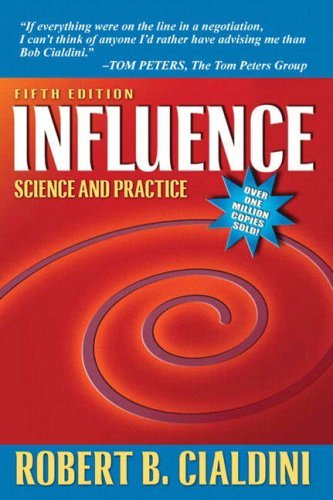 “If everything were on the line in a negotiation,
I can’t think of anyone I’d rather have advising me than
Bob Cialdini.”
–TOM PETERS, The Tom Peters Group
FIFTH EDITION
INFLUENCE
SCIENCE AND PRACTICE
OVER
ONE
MILLION
COPIES
SOLD!
ROBERT B. CIALDINI